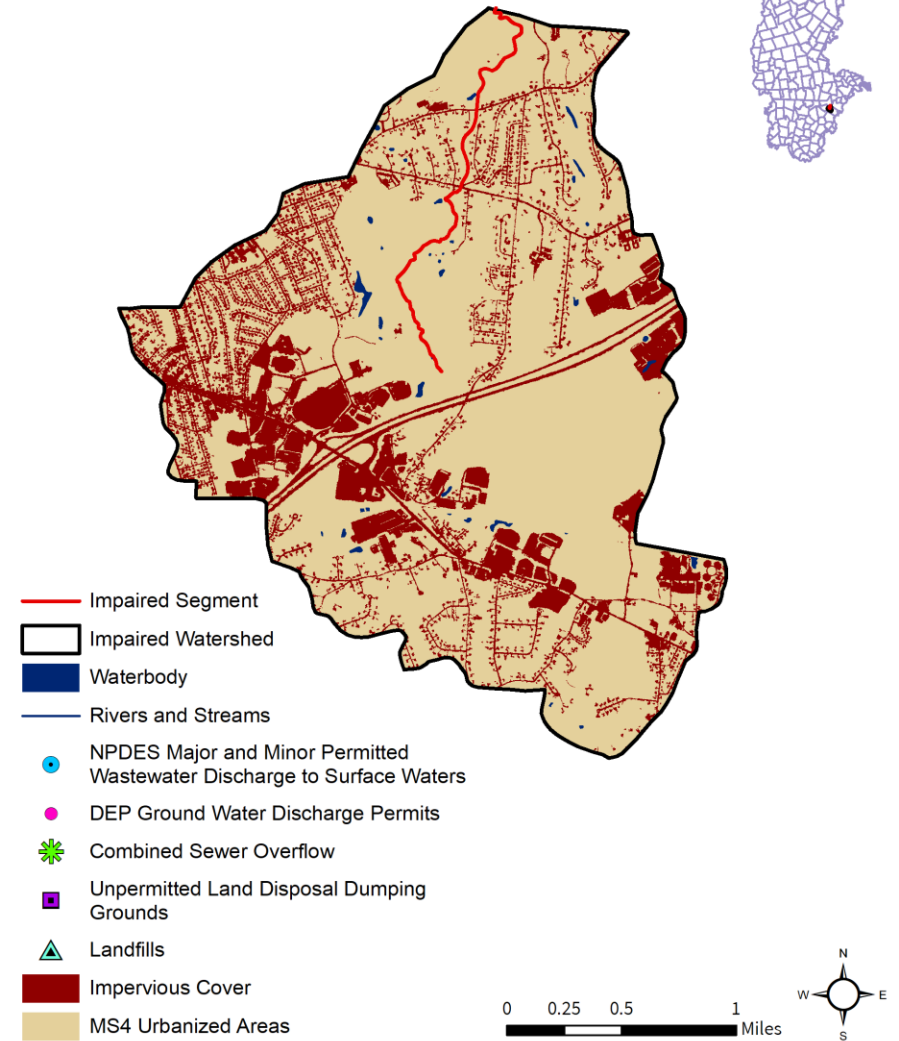 Impaired Segment
Impaired Watershed
Waterbody
Rivers and Streams
NPDES Major and Minor Permitted
Wastewater Discharge to Surface Waters
DEP Ground Water Discharge Permits
Combined Sewer Overflow
Unpermitted Land Disposal Dumping
Grounds
Landfills
Impervious Cover
MS4 Urbanized Areas
0 0.25 0.5 1
Miles
N
W E
S